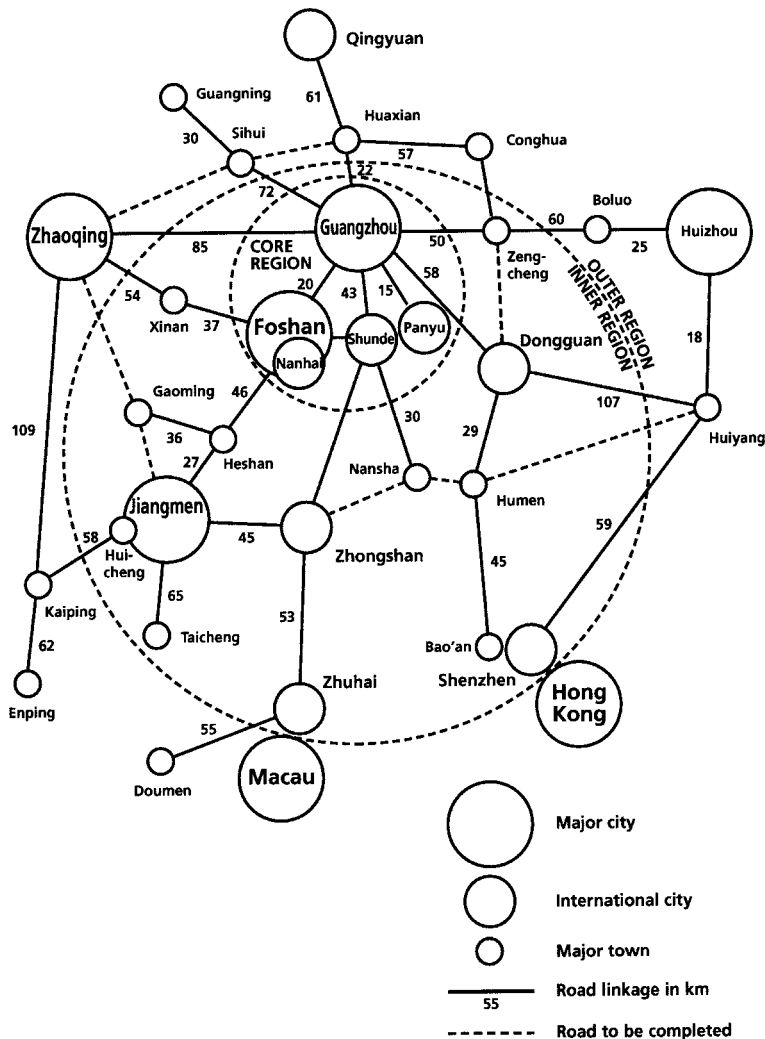 Qingyuan
Guangning
61
Huaxian
30
Sihui
57
Conghua
22
72
Boluo
Zhaoqing
Guangzhou
60
Huizhou
85
CORE
REGION
50
25
Zeng-
cheng
58
OUTER REGION
INNER REGION
54
20
43
15
Xinan
37
Foshan
Shunde
Panyu
Dongguan
18
Nanhai
Gaoming
46
107
109
36
30
29
Huiyang
27
Heshan
Nansha
Jiangmen
Humen
58
Hui-
cheng
45
Zhongshan
59
45
65
Kaiping
53
62
Taicheng
Bao'an
Shenzhen
Zhuhai
Enping
Hong
Kong
55
Macau
Doumen
Major city
International city
Major town
Road linkage in km
55
Road to be completed